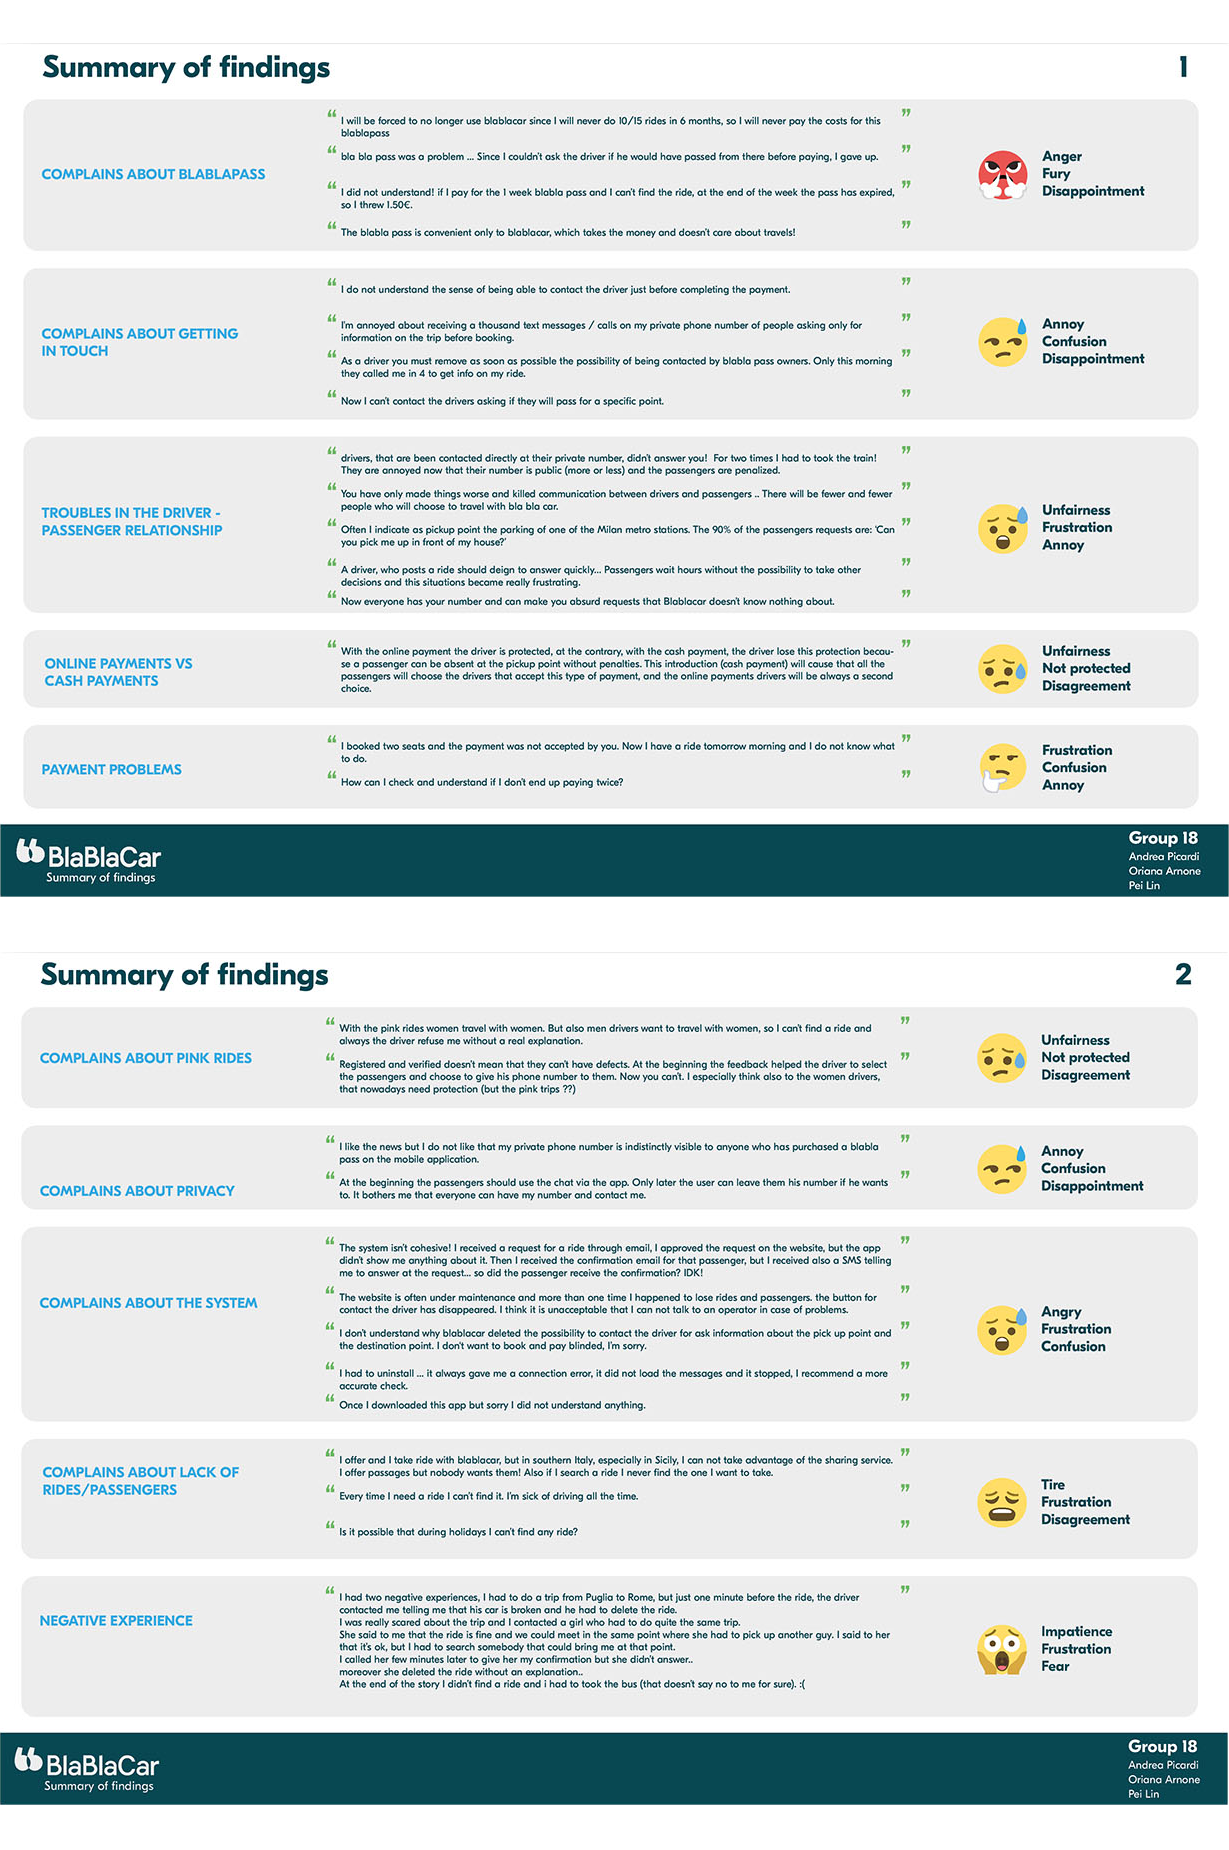 Summary of findings
1
COMPLAINS ABOUT BLABLAPASS
“ I will be forced to no longer use blablacar since I will never do 10/15 rides in 6 months, so I will never pay the costs for this
blablapass ”
“ bla bla pass was a problem ... Since I couldn't ask the driver if he would have passed from there before paying, I gave up. ”
“ I did not understand! if I pay for the 1 week blabla pass and I can't find the ride, at the end of the week the pass has expired,
so I threw 1.50€. ”
“ The blabla pass is convenient only to blablacar, which takes the money and doesn't care about travels! ”
Anger
Fury
Disappointment
COMPLAINS ABOUT GETTING
IN TOUCH
“ I do not understand the sense of being able to contact the driver just before completing the payment. ”
“ I'm annoyed about receiving a thousand text messages / calls on my private phone number of people asking only for
information on the trip before booking. ”
“ As a driver you must remove as soon as possible the possibility of being contacted by blabla pass owners. Only this morning
they called me in 4 to get info on my ride. ”
“ Now I can't contact the drivers asking if they will pass for a specific point. ”
Annoy
Confusion
Disappointment
TROUBLES IN THE DRIVER -
PASSENGER RELATIONSHIP
“ drivers, that are been contacted directly at their private number, didn't answer you! For two times I had to took the train!
They are annoyed now that their number is public (more or less) and the passengers are penalized. ”
“ You have only made things worse and killed communication between drivers and passengers .. There will be fewer and fewer
people who will choose to travel with bla bla car. ”
“ Often I indicate as pickup point the parking of one of the Milan metro stations. The 90% of the passengers requests are: 'Can
you pick me up in front of my house?' ”
“ A driver, who posts a ride should deign to answer quickly... Passengers wait hours without the possibility to take other
decisions and this situations became really frustrating. ”
“ Now everyone has your number and can make you absurd requests that Blablacar doesn't know nothing about. ”
Unfairness
Frustration
Annoy
ONLINE PAYMENTS VS
CASH PAYMENTS
“ With the online payment the driver is protected, at the contrary, with the cash payment, the driver lose this protection becau-
se a passenger can be absent at the pickup point without penalties. This introduction (cash payment) will cause that all the
passengers will choose the drivers that accept this type of payment, and the online payments drivers will be always a second
choice. ”
Unfairness
Not protected
Disagreement
PAYMENT PROBLEMS
“ I booked two seats and the payment was not accepted by you. Now I have a ride tomorrow morning and I do not know what
to do. ”
“ How can I check and understand if I don't end up paying twice? ”
Frustration
Confusion
Annoy
BlaBlaCar
Summary of findings
Group 18
Andrea Picardi
Oriana Arnone
Pei Lin
Summary of findings
2
COMPLAINS ABOUT PINK RIDES
“ With the pink rides women travel with women. But also men drivers want to travel with women, so I can't find a ride and
always the driver refuse me without a real explanation. ”
“ Registered and verified doesn't mean that they can't have defects. At the beginning the feedback helped the driver to select
the passengers and choose to give his phone number to them. Now you can't. I especially think also to the women drivers,
that nowadays need protection (but the pink trips ??) ”
Unfairness
Not protected
Disagreement
COMPLAINS ABOUT PRIVACY
“ I like the news but I do not like that my private phone number is indistinctly visible to anyone who has purchased a blabla
pass on the mobile application. ”
“ At the beginning the passengers should use the chat via the app. Only later the user can leave them his number if he wants
to. It bothers me that everyone can have my number and contact me. ”
Annoy
Confusion
Disappointment
COMPLAINS ABOUT THE SYSTEM
“ The system isn't cohesive! I received a request for a ride through email, I approved the request on the website, but the app
didn't show me anything about it. Then I received the confirmation email for that passenger, but I received also a SMS telling
me to answer at the request... so did the passenger receive the confirmation? IDK! ”
“ The website is often under maintenance and more than one time I happened to lose rides and passengers. the button for
contact the driver has disappeared. I think it is unacceptable that I can not talk to an operator in case of problems. ”
“ I don't understand why blablacar deleted the possibility to contact the driver for ask information about the pick up point and
the destination point. I don't want to book and pay blinded, I'm sorry. ”
“ I had to uninstall ... it always gave me a connection error, it did not load the messages and it stopped, I recommend a more
accurate check. ”
“ Once I downloaded this app but sorry I did not understand anything. ”
Angry
Frustration
Confusion
COMPLAINS ABOUT LACK OF
RIDES/PASSENGERS
“ I offer and I take ride with blablacar, but in southern Italy, especially in Sicily, I can not take advantage of the sharing service.
I offer passages but nobody wants them! Also if I search a ride I never find the one I want to take. ”
“ Every time I need a ride I can't find it. I'm sick of driving all the time. ”
“ Is it possible that during holidays I can't find any ride? ”
Tire
Frustration
Disagreement
NEGATIVE EXPERIENCE
“ I had two negative experiences, I had to do a trip from Puglia to Rome, but just one minute before the ride, the driver
contacted me telling me that his car is broken and he had to delete the ride.
I was really scared about the trip and I contacted a girl who had to do quite the same trip.
She said to me that the ride is fine and we could meet in the same point where she had to pick up another guy. I said to her
that it's ok, but I had to search somebody that could bring me at that point.
I called her few minutes later to give her my confirmation but she didn't answer..
moreover she deleted the ride without an explanation..
At the end of the story I didn't find a ride and i had to took the bus (that doesn't say no to me for sure). :( ”
Impatience
Frustration
Fear
BlaBlaCar
Summary of findings
Group 18
Andrea Picardi
Oriana Arnone
Pei Lin